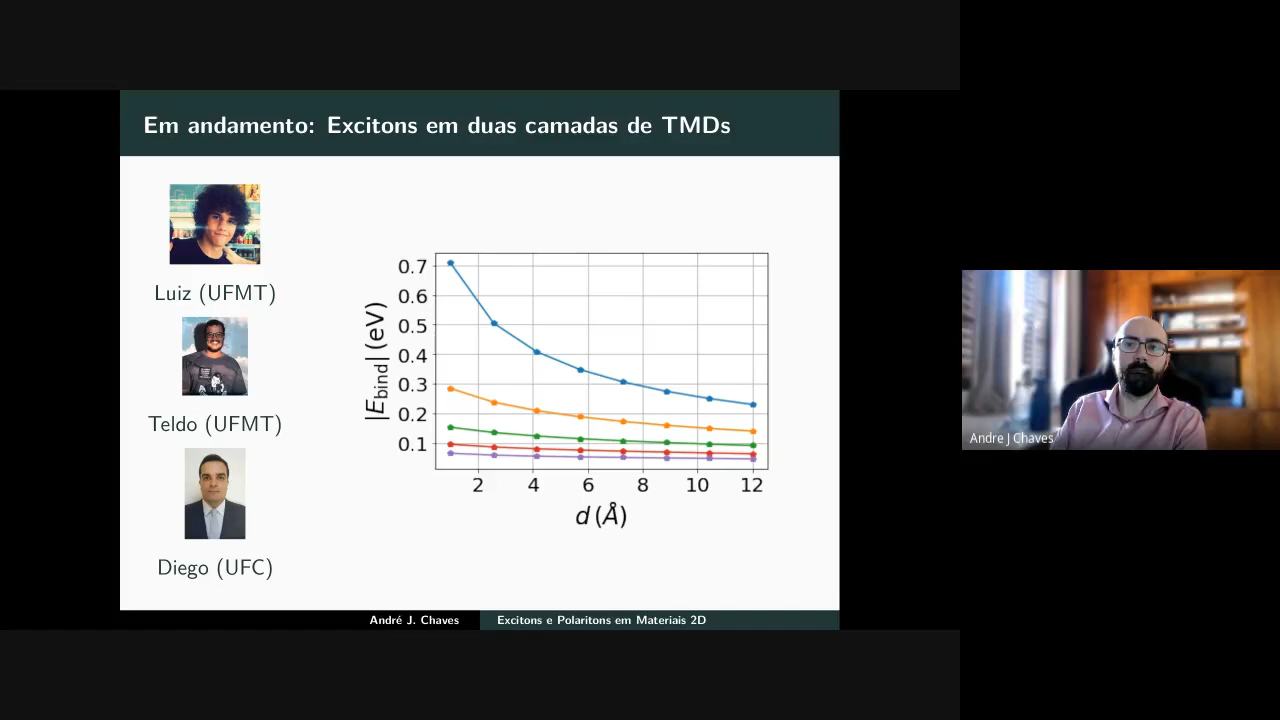 Em andamento: Excitons em duas camadas de TMDs
Luiz (UFMT)
Teldo (UFMT)
Diego (UFC)
|E_bind| (eV)
0.7
0.6
0.5
0.4
0.3
0.2
0.1
2 4 6 8 10 12
d (Å)
André J. Chaves Excitons e Polaritons em Materiais 2D
Andre J Chaves